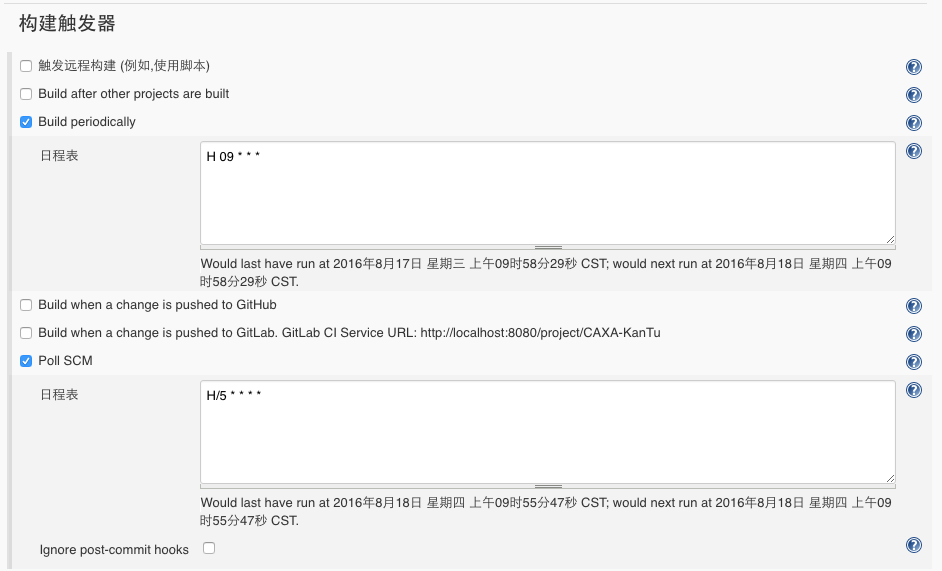 构建触发器
触发远程构建 (例如,使用脚本)
Build after other projects are built
Build periodically
日程表
H 09 * * *
Would last have run at 2016年8月17日 星期三 上午09时58分29秒 CST; would next run at 2016年8月18日 星期四 上午09
时58分29秒 CST.
Build when a change is pushed to GitHub
Build when a change is pushed to GitLab. GitLab CI Service URL: http://localhost:8080/project/CAXA-KanTu
Poll SCM
日程表
H/5 * * * *
Would last have run at 2016年8月18日 星期四 上午09时55分47秒 CST; would next run at 2016年8月18日 星期四 上午09
时55分47秒 CST.
Ignore post-commit hooks